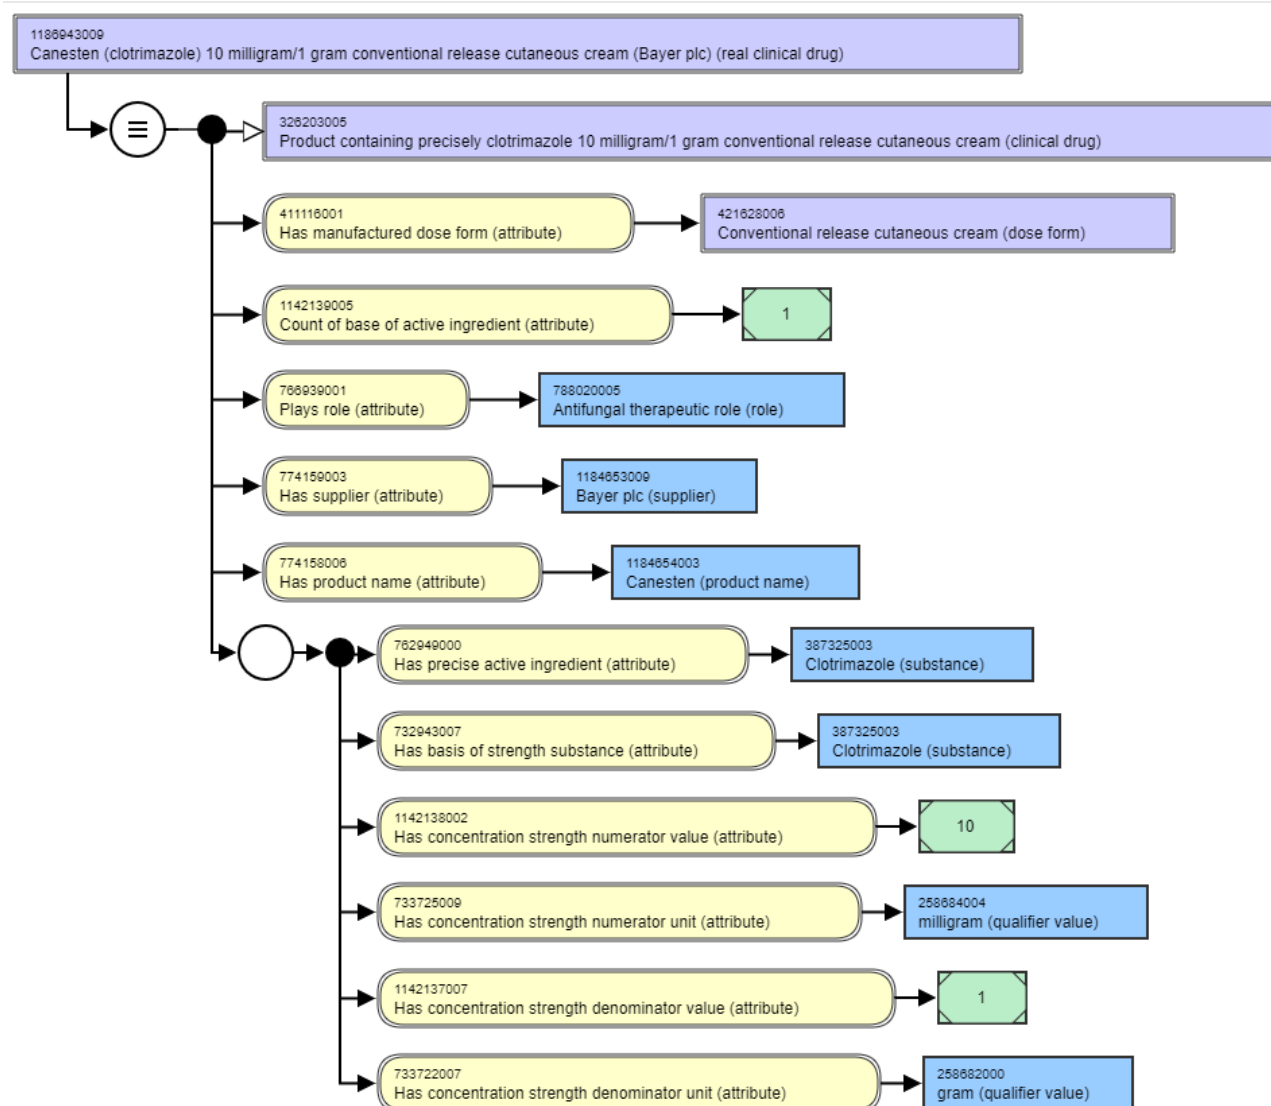 1186943009
Canesten (clotrimazole) 10 milligram/1 gram conventional release cutaneous cream (Bayer plc) (real clinical drug)
326203005
Product containing precisely clotrimazole 10 milligram/1 gram conventional release cutaneous cream (clinical drug)
411116001
Has manufactured dose form (attribute)
421628006
Conventional release cutaneous cream (dose form)
1142139005
Count of base of active ingredient (attribute)
1
766939001
Plays role (attribute)
788020005
Antifungal therapeutic role (role)
774159003
Has supplier (attribute)
1184653009
Bayer plc (supplier)
774158006
Has product name (attribute)
1184654003
Canesten (product name)
762949000
Has precise active ingredient (attribute)
387325003
Clotrimazole (substance)
732943007
Has basis of strength substance (attribute)
387325003
Clotrimazole (substance)
1142138002
Has concentration strength numerator value (attribute)
10
733725009
Has concentration strength numerator unit (attribute)
258684004
milligram (qualifier value)
1142137007
Has concentration strength denominator value (attribute)
1
733722007
Has concentration strength denominator unit (attribute)
258682000
gram (qualifier value)